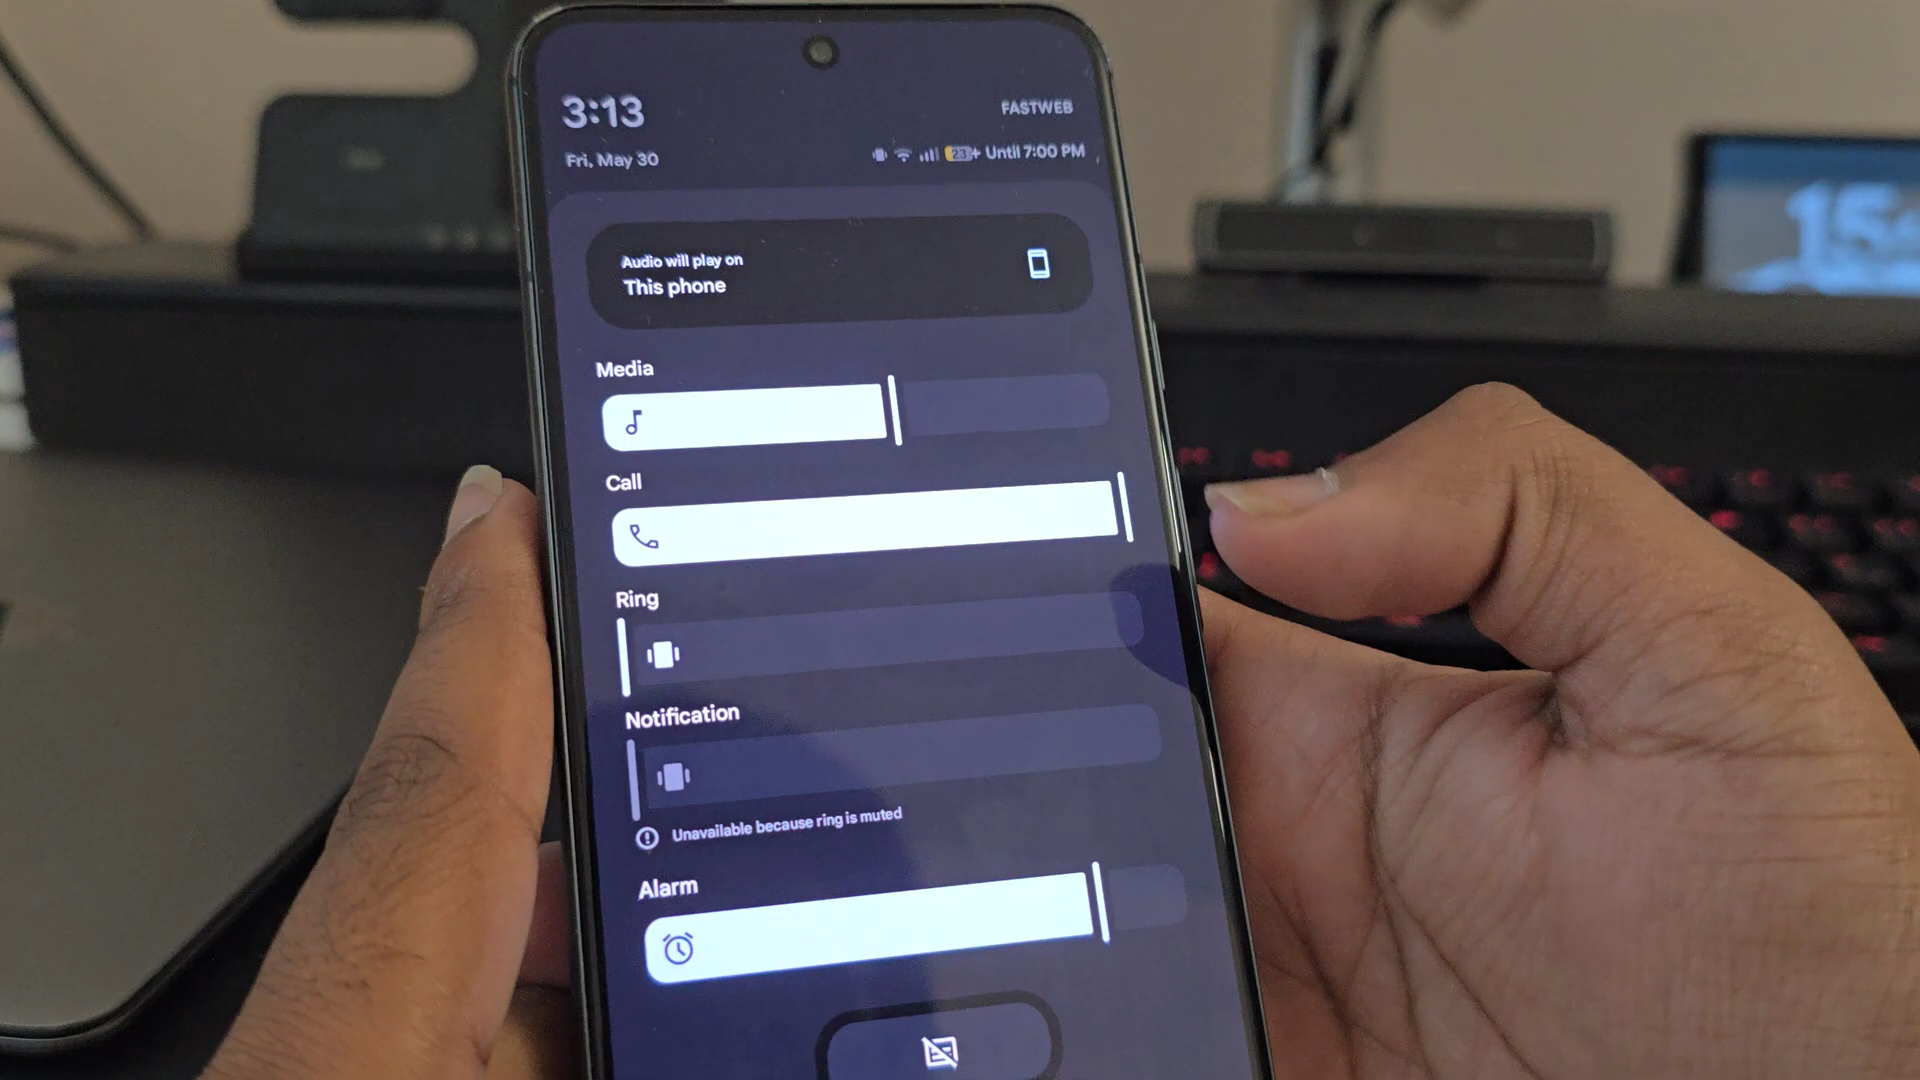 3:13
FASTWEB
Fri, May 30
23+ Until 7:00 PM
Audio will play on
This phone
Media
Call
Ring
Notification
Unavailable because ring is muted
Alarm